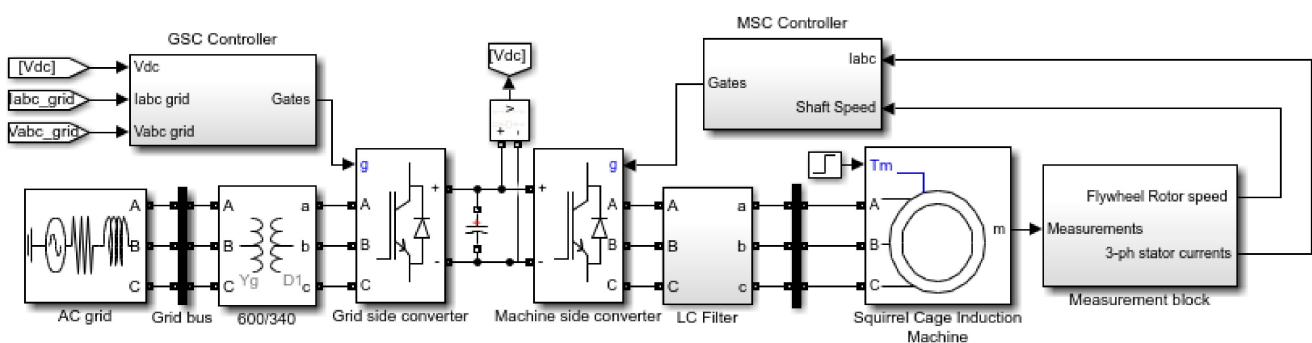 MSC Controller
GSC Controller
[Vdc]
Vdc
Iabc_grid
Iabc grid
Gates
Vabc_grid
Vabc grid
[Vdc]
v
+ -
Gates
Iabc
Shaft Speed
g
+
-
A
B
C
A
B
C
a
b
c
Yg
D1
A
B
C
+
-
g
A
B
C
A
B
C
a
b
c
Tm
A
B
C
m
Measurements
Flywheel Rotor speed
3-ph stator currents
AC grid
Grid bus
600/340
Grid side converter
Machine side converter
LC Filter
Squirrel Cage Induction
Machine
Measurement block